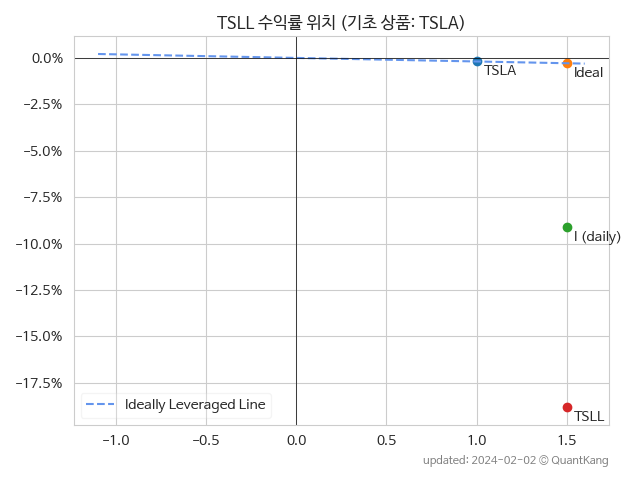 TSLL 수익률 위치 (기초 상품: TSLA)
0.0%
−2.5%
−5.0%
−7.5%
−10.0%
−12.5%
−15.0%
−17.5%
TSLA
Ideal
I (daily)
TSLL
Ideally Leveraged Line
−1.0 −0.5 0.0 0.5 1.0 1.5
updated: 2024-02-02 © QuantKang